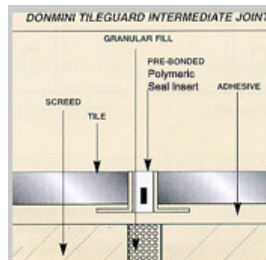 DONMINI TILEGUARD INTERMEDIATE JOINT
GRANULAR FILL
PRE-BONDED
Polymeric
Seal Insert
ADHESIVE
SCREED
TILE